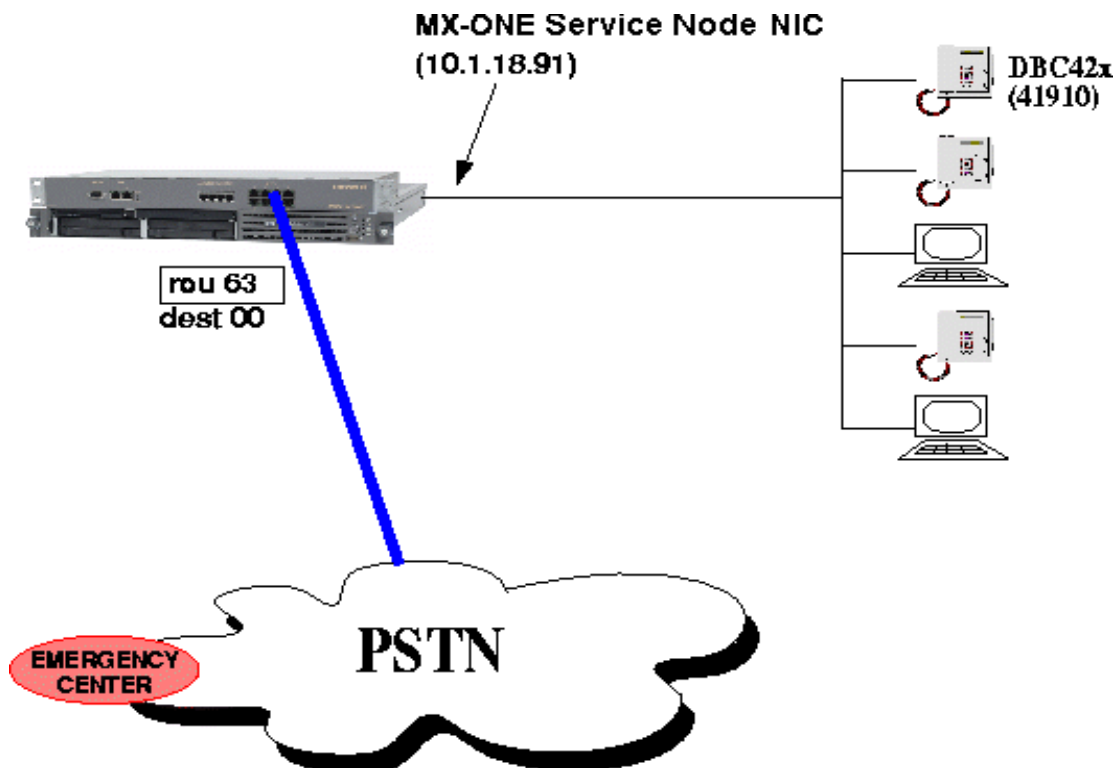 MX-ONE Service Node NIC
(10.1.18.91)
DBC42x
(41910)
rou 63
dest 00
PSTN
EMERGENCY
CENTER